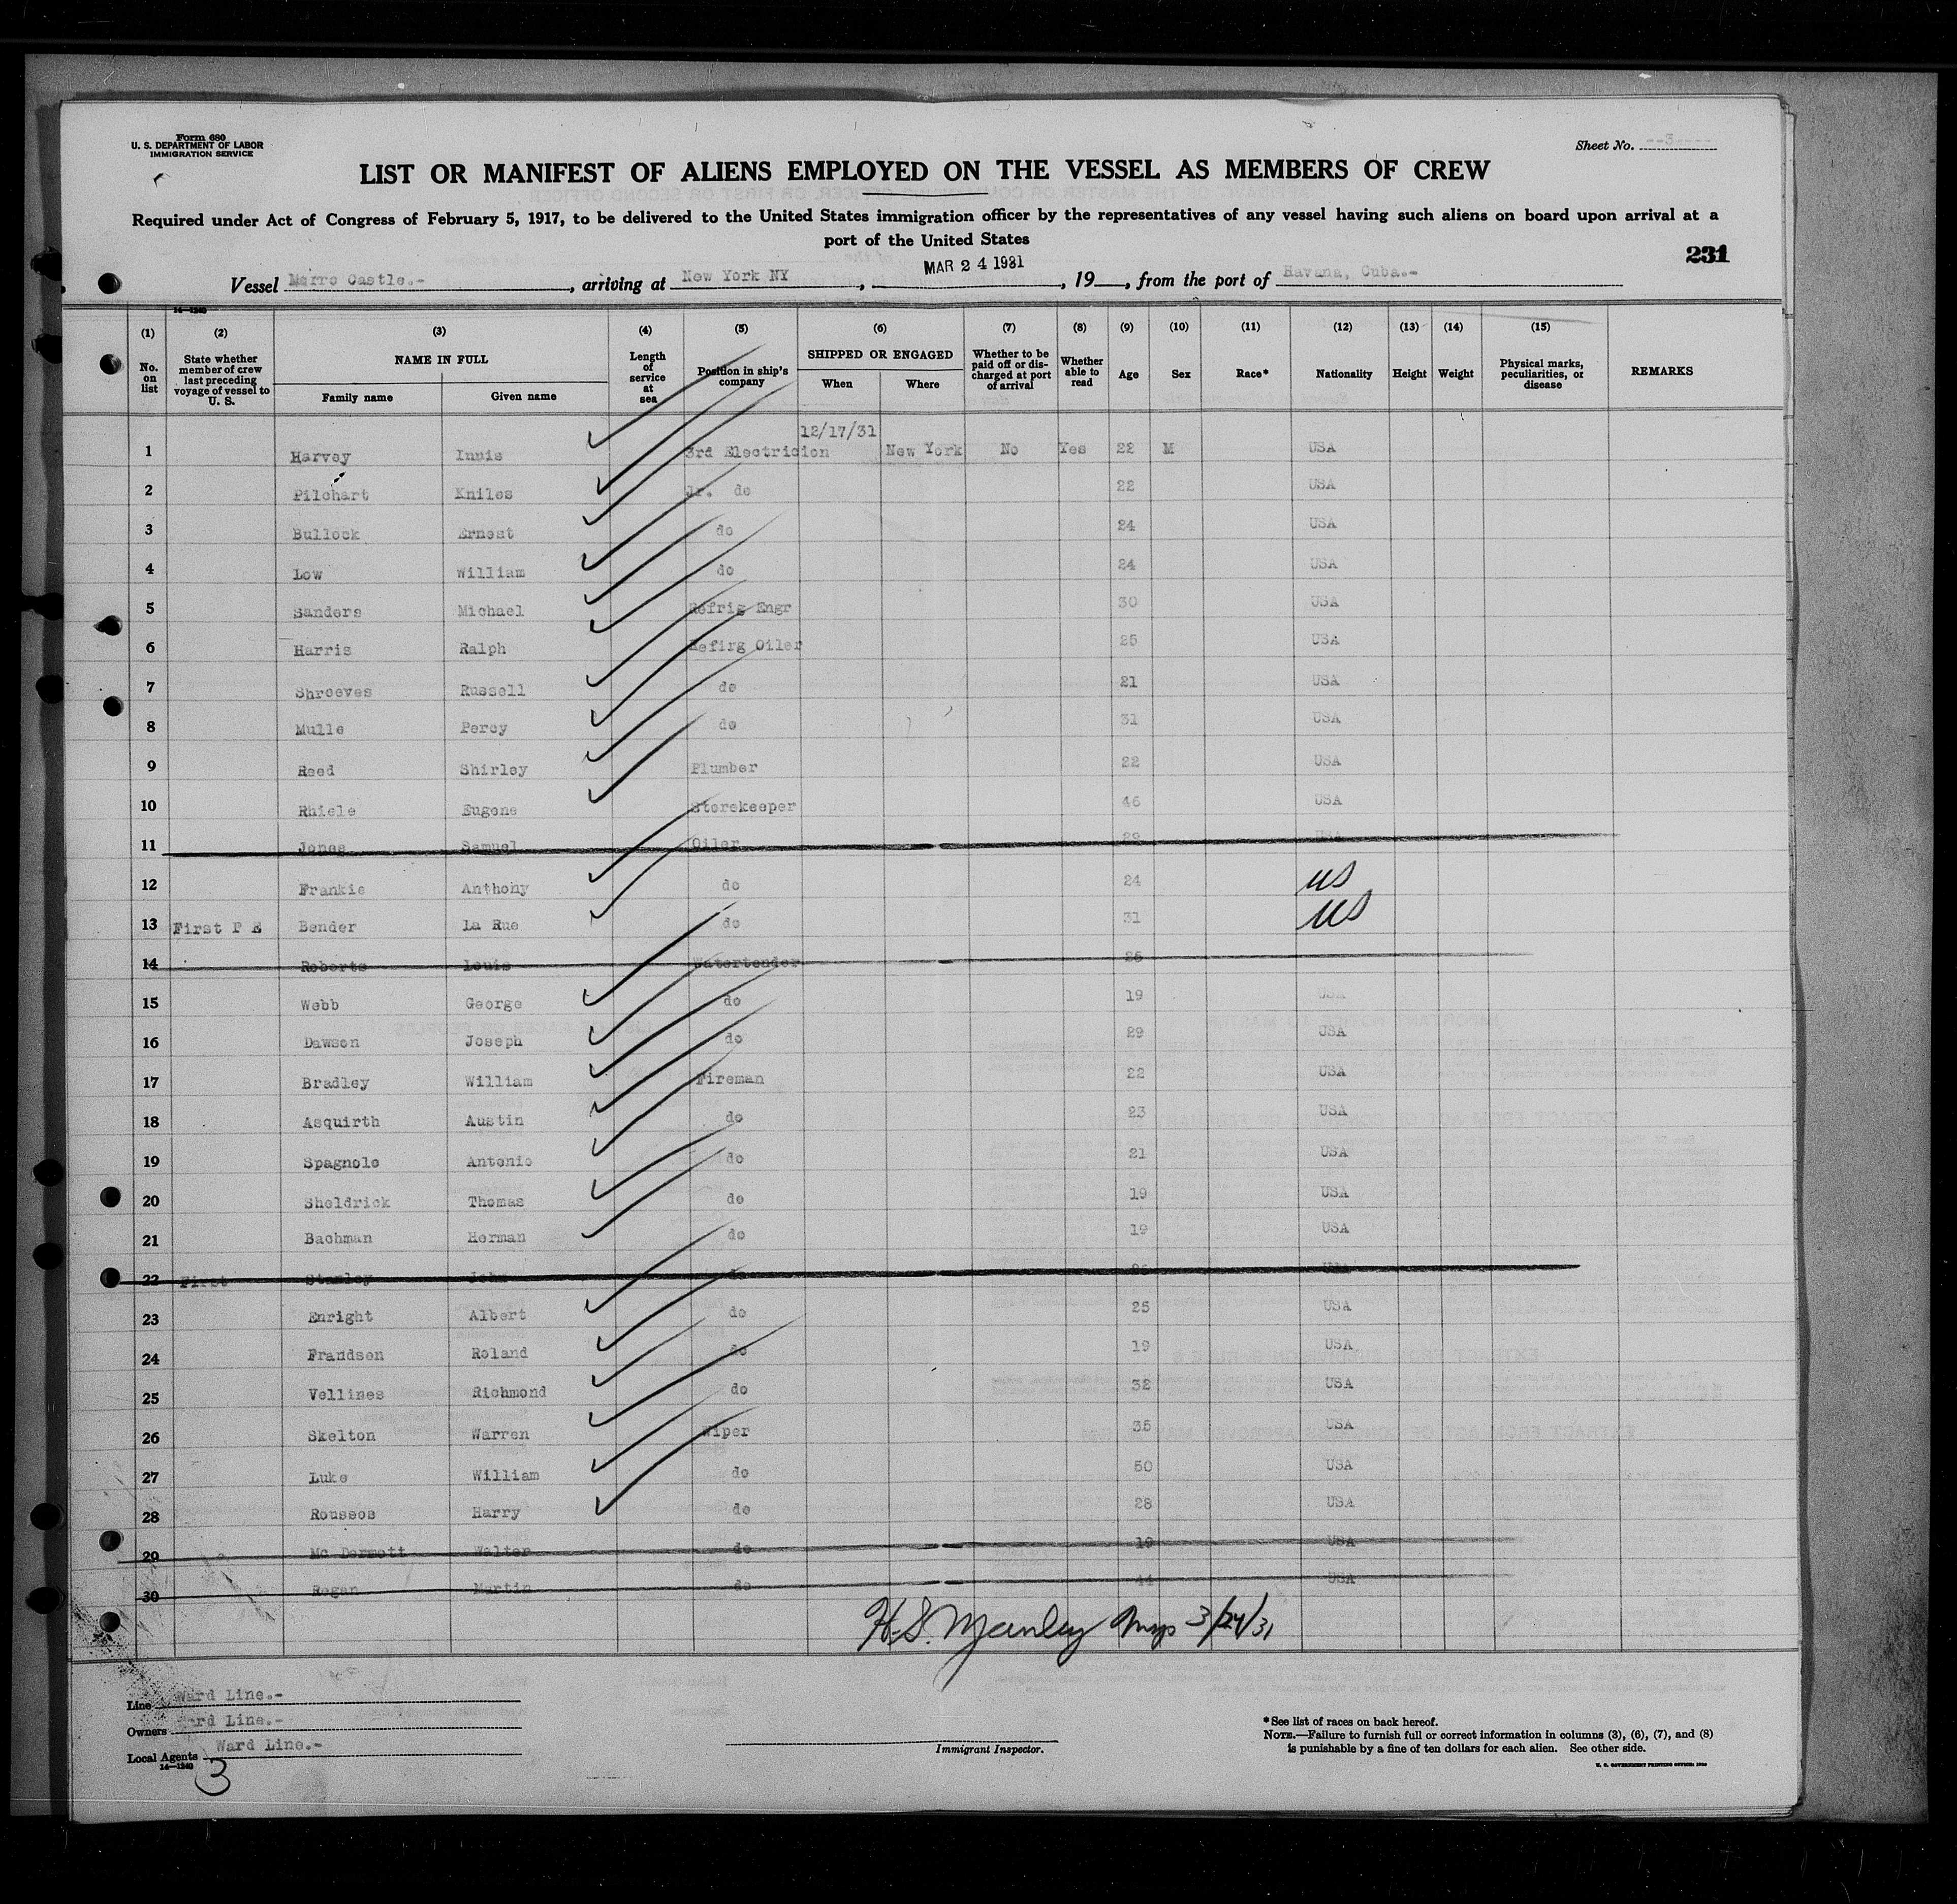 Form 680
U. S. DEPARTMENT OF LABOR
IMMIGRATION SERVICE
Sheet No. --3----
LIST OR MANIFEST OF ALIENS EMPLOYED ON THE VESSEL AS MEMBERS OF CREW
Required under Act of Congress of February 5, 1917, to be delivered to the United States immigration officer by the representatives of any vessel having such aliens on board upon arrival at a
port of the United States
231
Vessel Morro Castle.-, arriving at New York NY, MAR 24 1931, 19__, from the port of Havana, Cuba.-
14-1240
(1) (2) (3) (4) (5) (6) (7) (8) (9) (10) (11) (12) (13) (14) (15)
No. on list
State whether member of crew last preceding voyage of vessel to U. S.
NAME IN FULL
Family name Given name
Length of service at sea
Position in ship's company
SHIPPED OR ENGAGED
When Where
Whether to be paid off or discharged at port of arrival
Whether able to read
Age Sex Race* Nationality Height Weight
Physical marks, peculiarities, or disease
REMARKS
12/17/31
1 Harvey Innis 3rd Electricion New York No Yes 22 M USA
2 Pilchart Kniles Jr. do 22 USA
3 Bullock Ernest do 24 USA
4 Low William do 24 USA
5 Sanders Michael Refrig Engr 30 USA
6 Harris Ralph Refirg Oiler 25 USA
7 Shreeves Russell do 21 USA
8 Mulle Percy do 31 USA
9 Reed Shirley Plumber 22 USA
10 Rhiele Eugene Storekeeper 46 USA
11 Jones Samuel Oiler USA
12 Frankie Anthony do 24 US
13 First P E Bender La Rue do 31 US
14 Roberts Louis Watertender 26
15 Webb George do 19 USA
16 Dawson Joseph do 29 USA
17 Bradley William Fireman 22 USA
18 Asquirth Austin do 23 USA
19 Spagnole Antonio do 21 USA
20 Sheldrick Thomas do 19 USA
21 Bachman Herman do 19 USA
22 First Stanley John do USA
23 Enright Albert do 25 USA
24 Frandsen Roland do 19 USA
25 Vellines Richmond do 32 USA
26 Skelton Warren Wiper 35 USA
27 Luke William do 50 USA
28 Roussos Harry do 28 USA
29 Mc Dermott Walter do 19 USA
30 Regan Martin do 44 USA
H.S. Manley 3/24/31
Line Ward Line.-
Owners Ward Line.-
Local Agents Ward Line.-
14-1240
3
Immigrant Inspector.
*See list of races on back hereof.
NOTE.—Failure to furnish full or correct information in columns (3), (6), (7), and (8)
is punishable by a fine of ten dollars for each alien. See other side.
U. S. GOVERNMENT PRINTING OFFICE: 1930